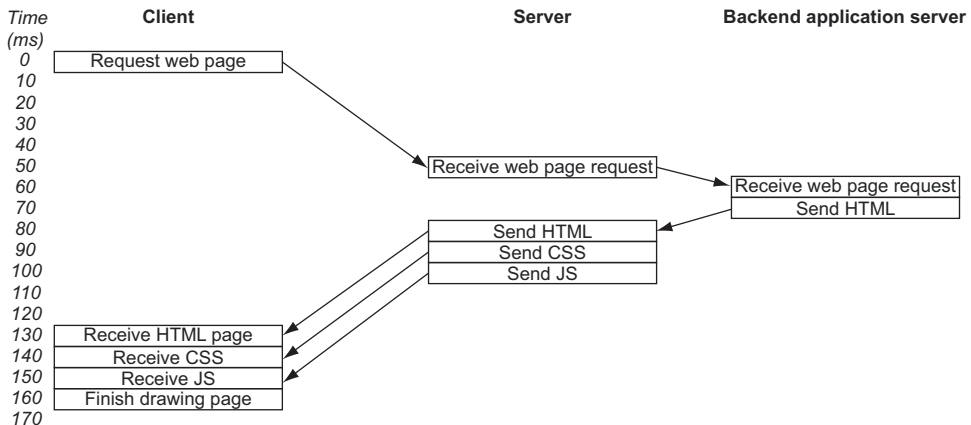 Time
(ms)
Client
Server
Backend application server
0
Request web page
10
20
30
40
50
Receive web page request
60
Receive web page request
70
Send HTML
80
Send HTML
90
Send CSS
100
Send JS
110
120
130
Receive HTML page
140
Receive CSS
150
Receive JS
160
Finish drawing page
170